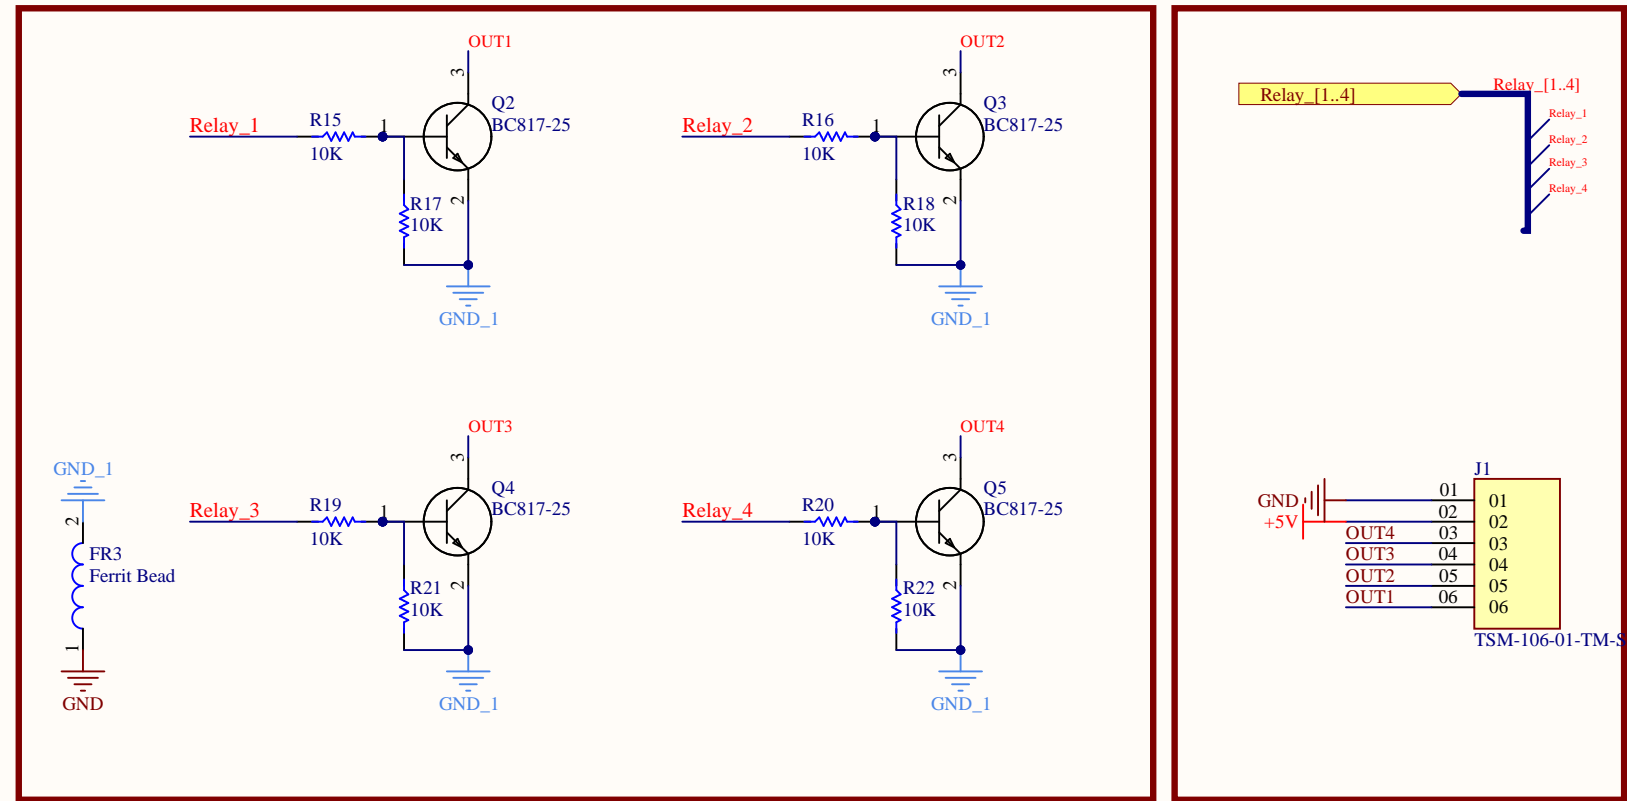 OUT1
3
Q2
BC817-25
Relay_1
R15
10K
1
R17
10K
2
GND_1
OUT2
3
Q3
BC817-25
Relay_2
R16
10K
1
R18
10K
2
GND_1
OUT3
3
Q4
BC817-25
Relay_3
R19
10K
1
R21
10K
2
GND_1
OUT4
3
Q5
BC817-25
Relay_4
R20
10K
1
R22
10K
2
GND_1
GND_1
2
FR3
Ferrit Bead
1
GND
Relay_[1..4]
Relay_[1..4]
Relay_1
Relay_2
Relay_3
Relay_4
J1
GND 01 01
+5V 02 02
OUT4 03 03
OUT3 04 04
OUT2 05 05
OUT1 06 06
TSM-106-01-TM-S